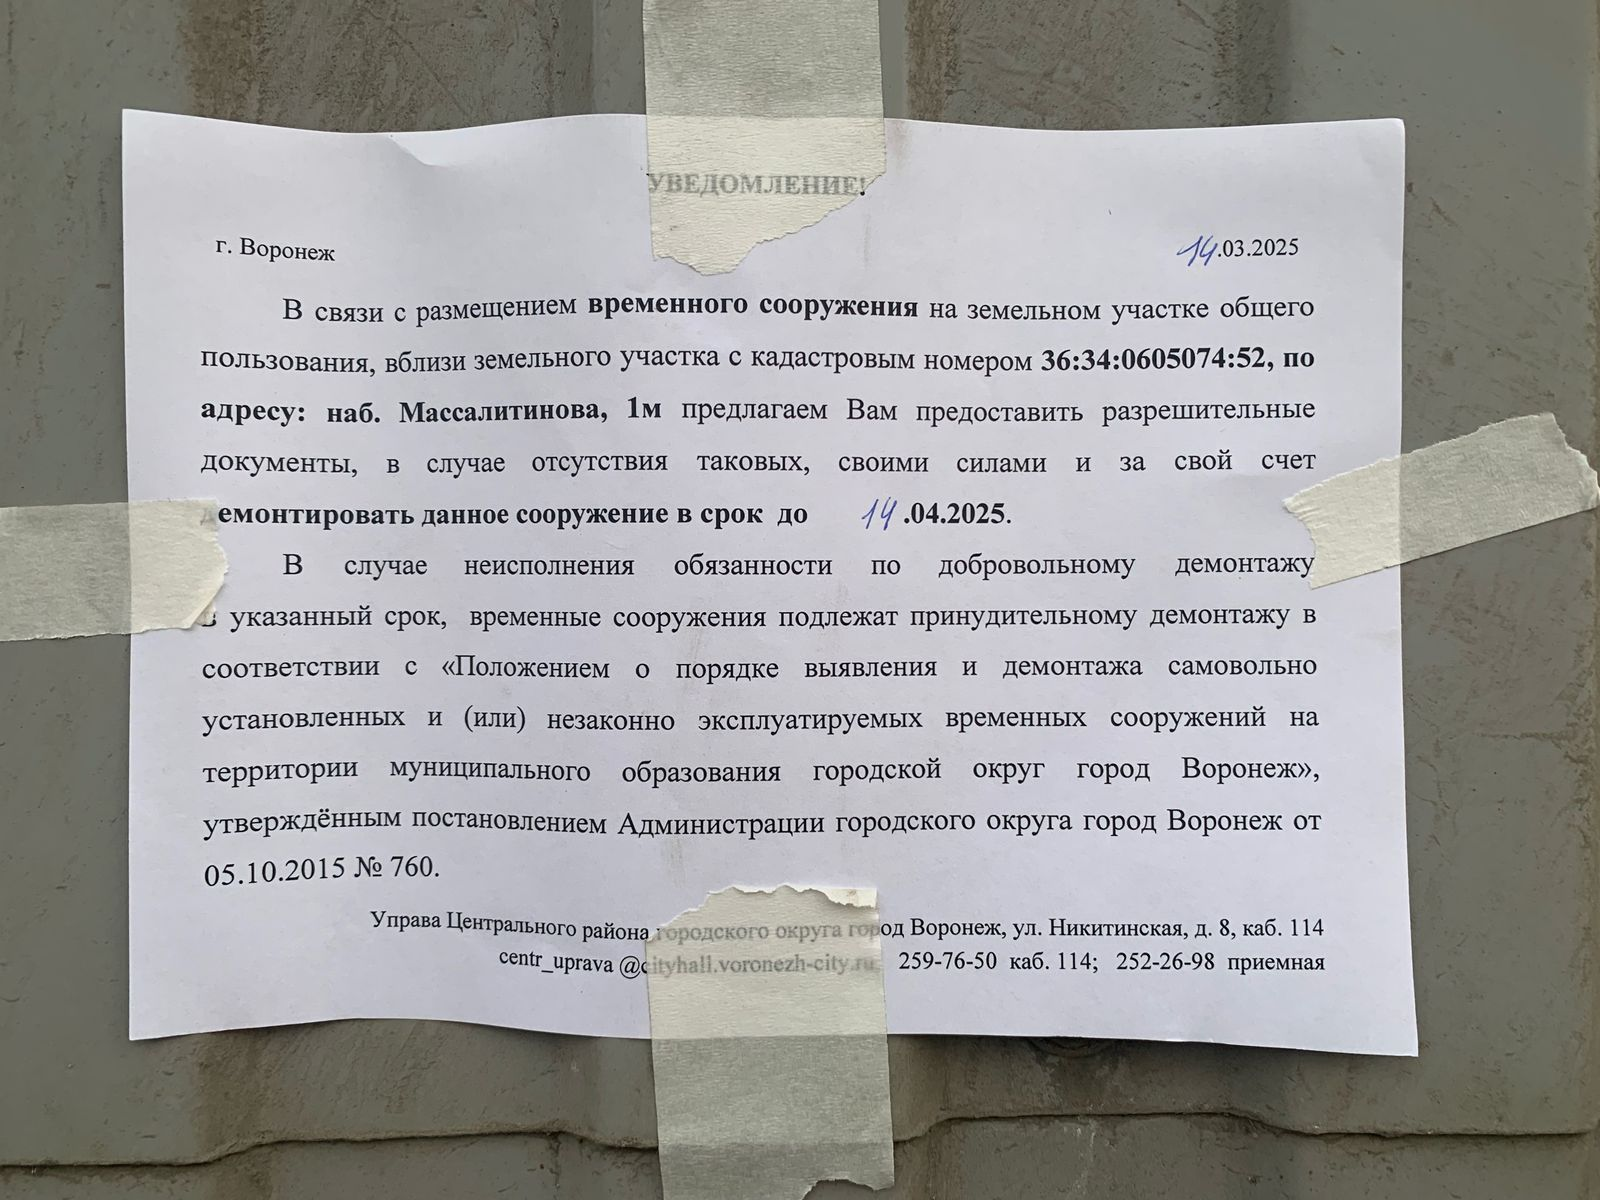 УВЕДОМЛЕНИЕ!
г. Воронеж 14.03.2025
В связи с размещением временного сооружения на земельном участке общего
пользования, вблизи земельного участка с кадастровым номером 36:34:0605074:52, по
адресу: наб. Массалитинова, 1м предлагаем Вам предоставить разрешительные
документы, в случае отсутствия таковых, своими силами и за свой счет
демонтировать данное сооружение в срок до 14.04.2025.
В случае неисполнения обязанности по добровольному демонтажу
в указанный срок, временные сооружения подлежат принудительному демонтажу в
соответствии с «Положением о порядке выявления и демонтажа самовольно
установленных и (или) незаконно эксплуатируемых временных сооружений на
территории муниципального образования городской округ город Воронеж»,
утверждённым постановлением Администрации городского округа город Воронеж от
05.10.2015 № 760.
Управа Центрального района городского округа город Воронеж, ул. Никитинская, д. 8, каб. 114
centr_uprava @cityhall.voronezh-city.ru 259-76-50 каб. 114; 252-26-98 приемная